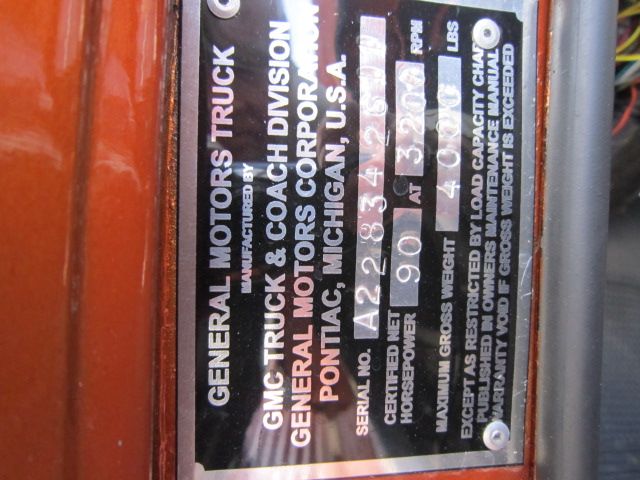 GENERAL MOTORS TRUCK
MANUFACTURED BY
GMC TRUCK & COACH DIVISION
GENERAL MOTORS CORPORATION
PONTIAC, MICHIGAN, U.S.A.
SERIAL NO.
CERTIFIED NET
HORSEPOWER 90 AT 3200 RPM
MAXIMUM GROSS WEIGHT LBS
EXCEPT AS RESTRICTED BY LOAD CAPACITY CHART
PUBLISHED IN OWNERS MAINTENANCE MANUAL
WARRANTY VOID IF GROSS WEIGHT IS EXCEEDED